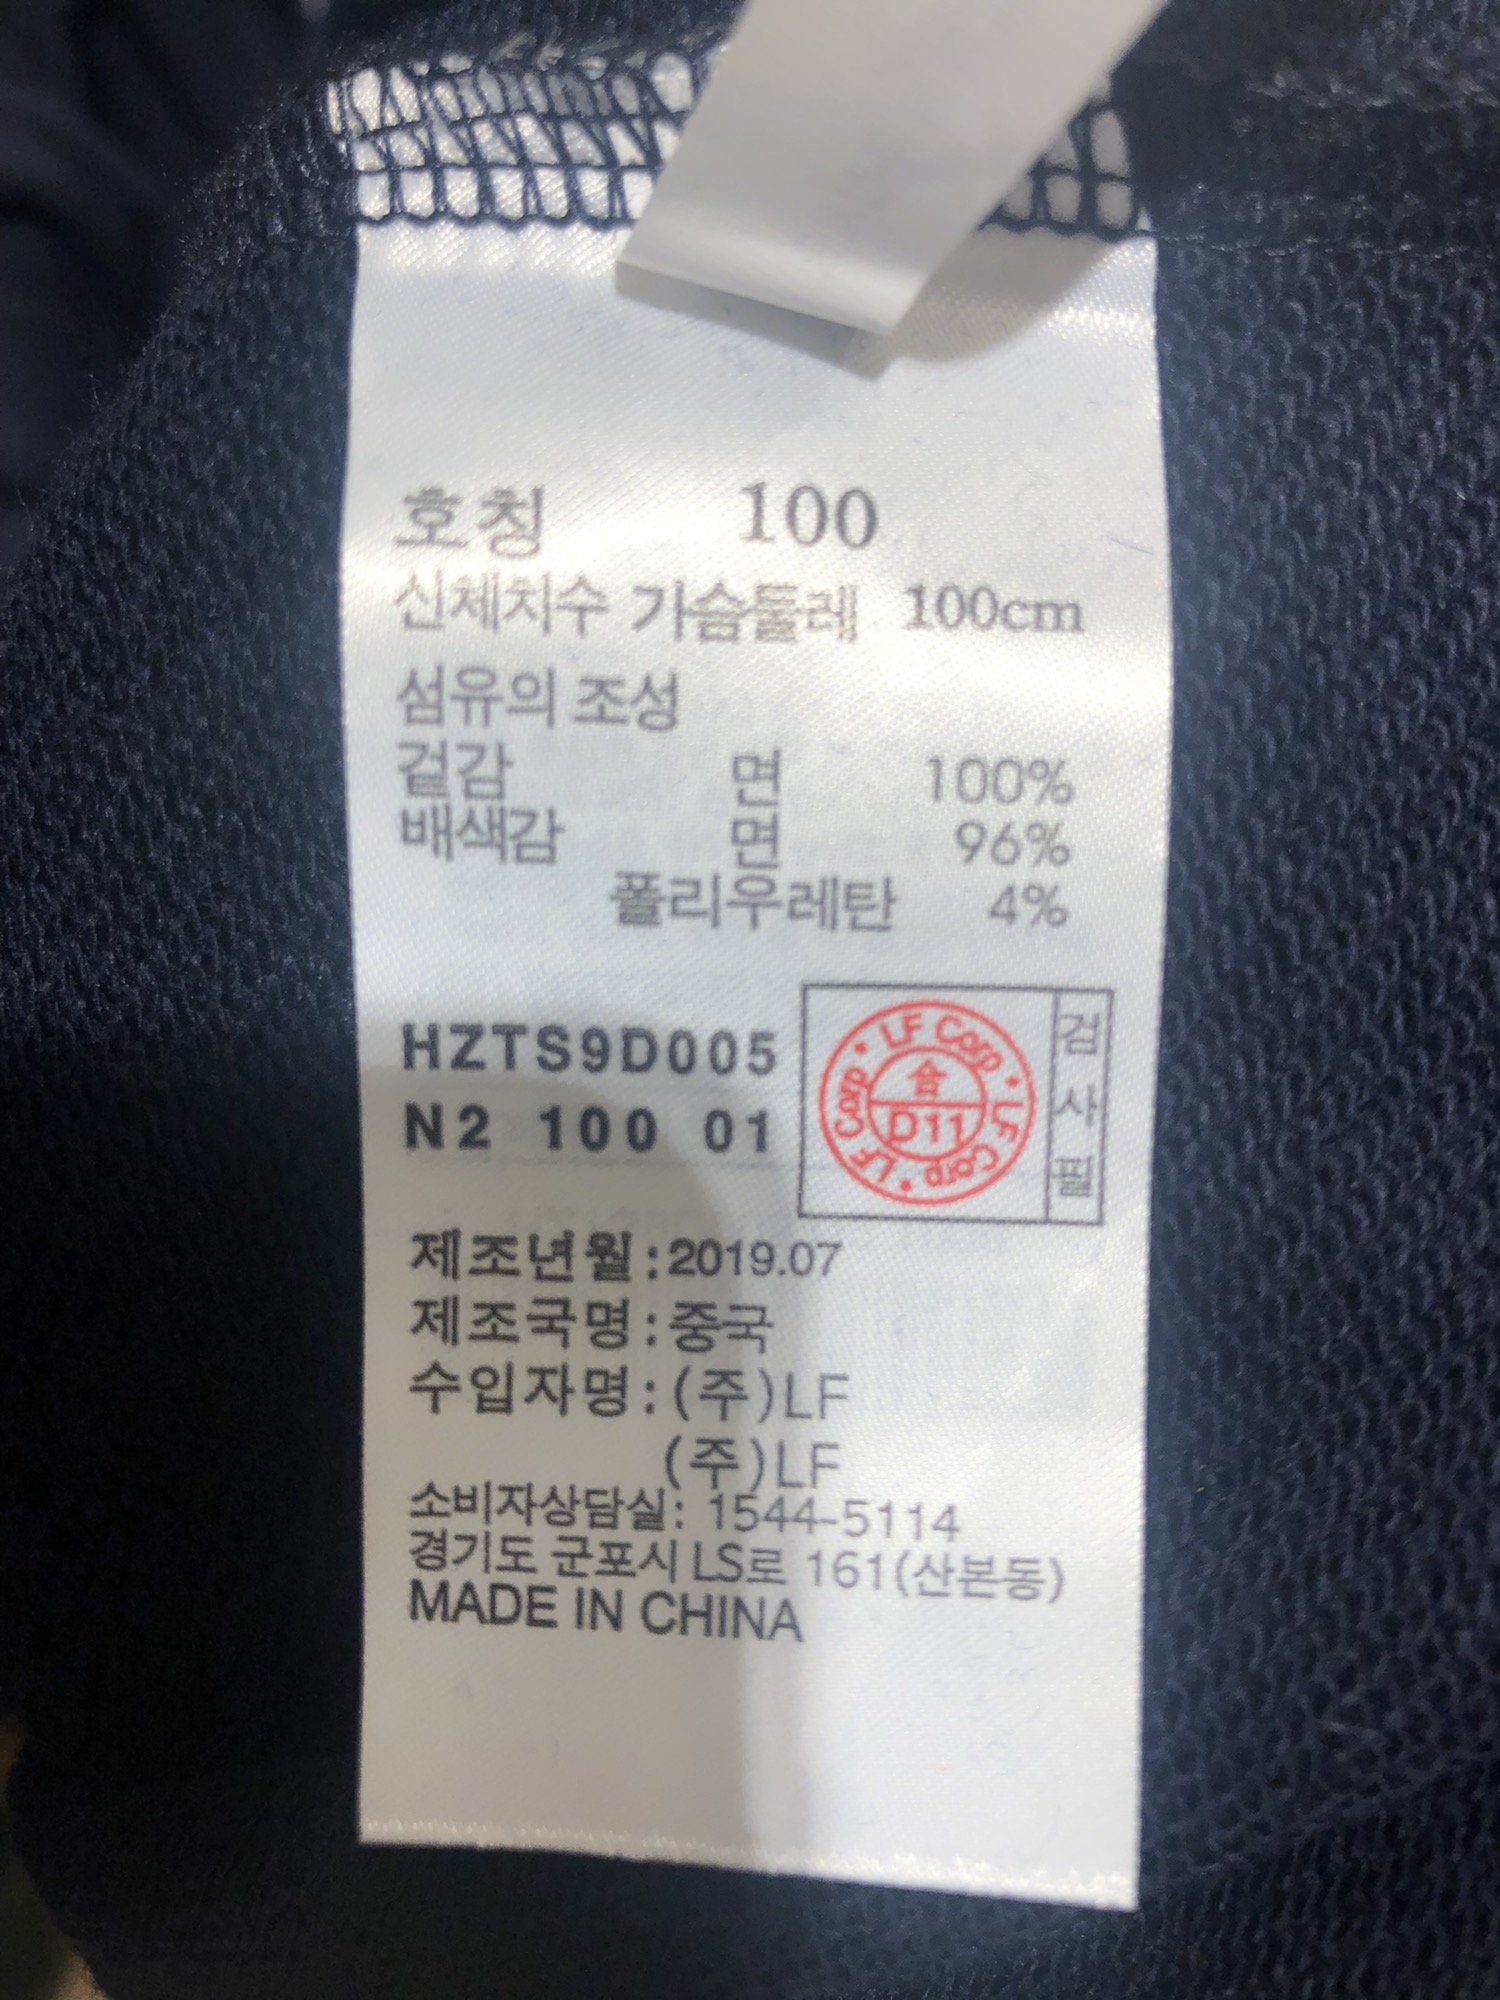 호칭 100
신체치수 가슴둘레 100cm
섬유의 조성
겉감 면 100%
배색감 면 96%
폴리우레탄 4%
HZTS9D005
N2 100 01
LF Corp · LF Corp · LF Corp ·
合
D11
검사필
제조년월:2019.07
제조국명:중국
수입자명:(주)LF
(주)LF
소비자상담실: 1544-5114
경기도 군포시 LS로 161(산본동)
MADE IN CHINA